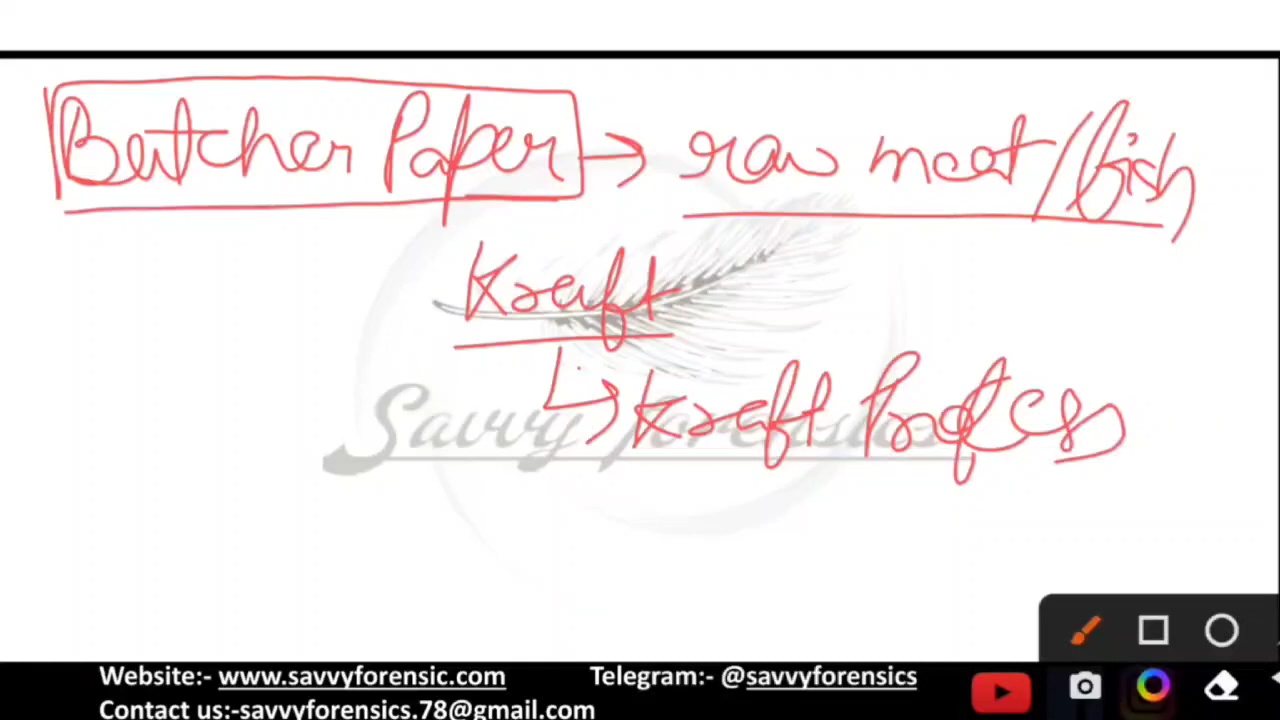 Butcher Paper → raw meat/fish
Kraft
↳ Kraft Process
Savvy forensics
Website:- www.savvyforensic.com Telegram:- @savvyforensics
Contact us:-savvyforensics.78@gmail.com